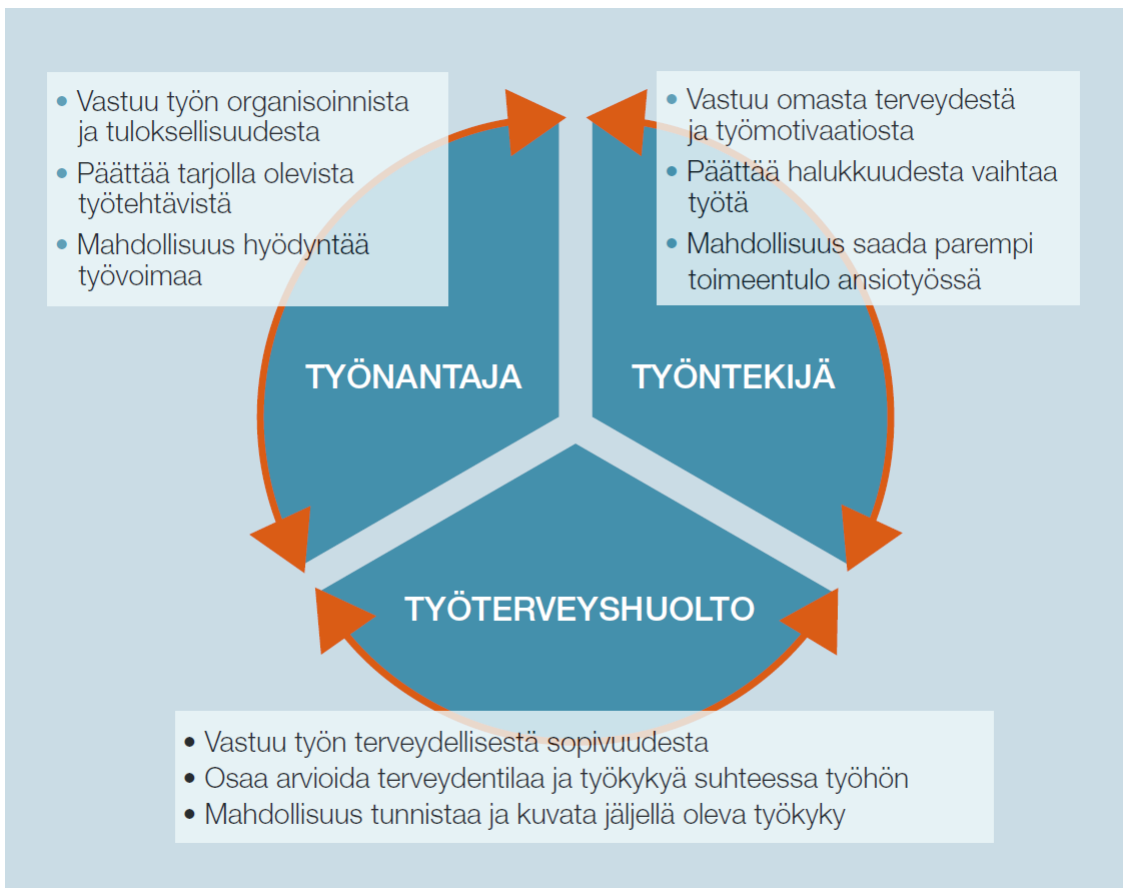 • Vastuu työn organisoinnista
ja tuloksellisuudesta
• Päättää tarjolla olevista
työtehtävistä
• Mahdollisuus hyödyntää
työvoimaa
• Vastuu omasta terveydestä
ja työmotivaatiosta
• Päättää halukkuudesta vaihtaa
työtä
• Mahdollisuus saada parempi
toimeentulo ansiotyössä
TYÖNANTAJA
TYÖNTEKIJÄ
TYÖTERVEYSHUOLTO
• Vastuu työn terveydellisestä sopivuudesta
• Osaa arvioida terveydentilaa ja työkykyä suhteessa työhön
• Mahdollisuus tunnistaa ja kuvata jäljellä oleva työkyky